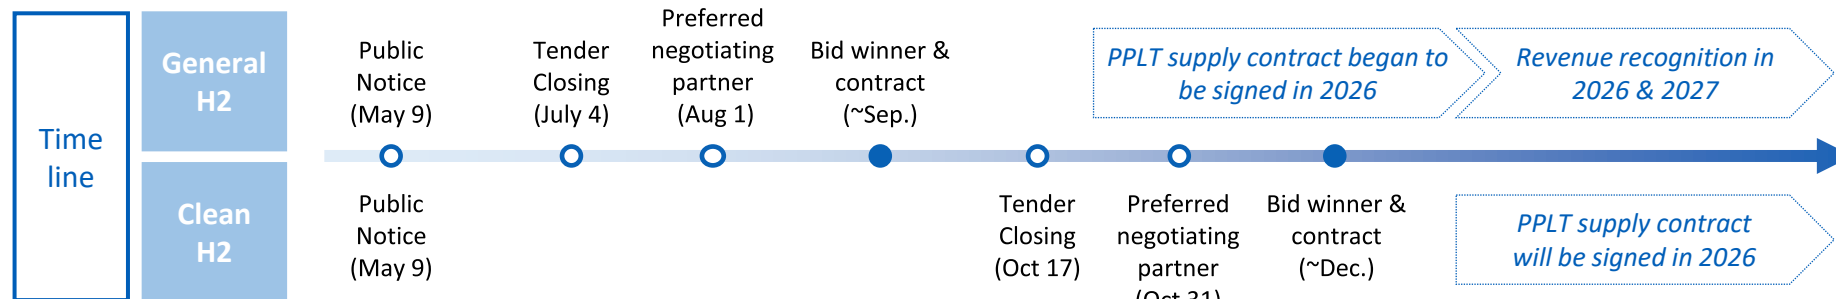 Time
line
General
H2
Public
Notice
(May 9)
Tender
Closing
(July 4)
Preferred
negotiating
partner
(Aug 1)
Bid winner &
contract
(~Sep.)
PPLT supply contract began to
be signed in 2026
Revenue recognition in
2026 & 2027
Clean
H2
Public
Notice
(May 9)
Tender
Closing
(Oct 17)
Preferred
negotiating
partner
(Oct 31)
Bid winner &
contract
(~Dec.)
PPLT supply contract
will be signed in 2026